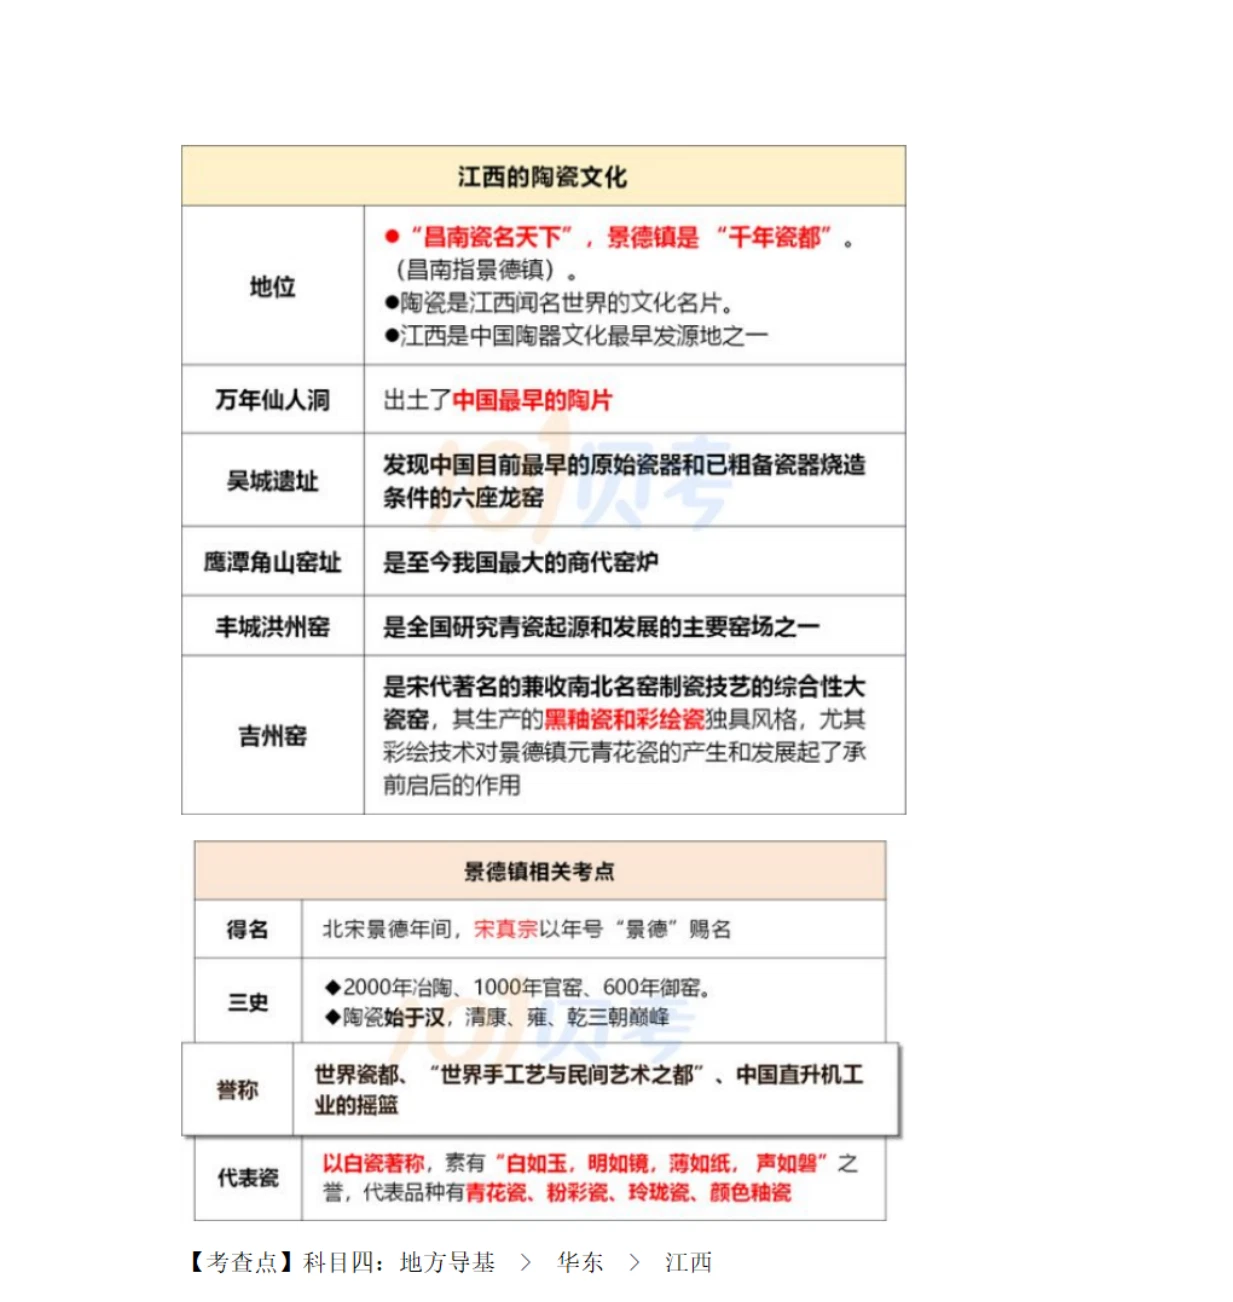 江西的陶瓷文化
地位
●“昌南瓷名天下”，景德镇是 “千年瓷都”。
（昌南指景德镇）。
●陶瓷是江西闻名世界的文化名片。
●江西是中国陶器文化最早发源地之一
万年仙人洞
出土了中国最早的陶片
吴城遗址
发现中国目前最早的原始瓷器和已粗备瓷器烧造
条件的六座龙窑
鹰潭角山窑址
是至今我国最大的商代窑炉
丰城洪州窑
是全国研究青瓷起源和发展的主要窑场之一
吉州窑
是宋代著名的兼收南北名窑制瓷技艺的综合性大
瓷窑，其生产的黑釉瓷和彩绘瓷独具风格，尤其
彩绘技术对景德镇元青花瓷的产生和发展起了承
前启后的作用
101贝考
景德镇相关考点
得名
北宋景德年间，宋真宗以年号“景德”赐名
三史
◆2000年冶陶、1000年官窑、600年御窑。
◆陶瓷始于汉，清康、雍、乾三朝巅峰
誉称
世界瓷都、“世界手工艺与民间艺术之都”、中国直升机工
业的摇篮
代表瓷
以白瓷著称，素有“白如玉，明如镜，薄如纸， 声如磬”之
誉，代表品种有青花瓷、粉彩瓷、玲珑瓷、颜色釉瓷
101贝考
【考查点】科目四：地方导基 > 华东 > 江西